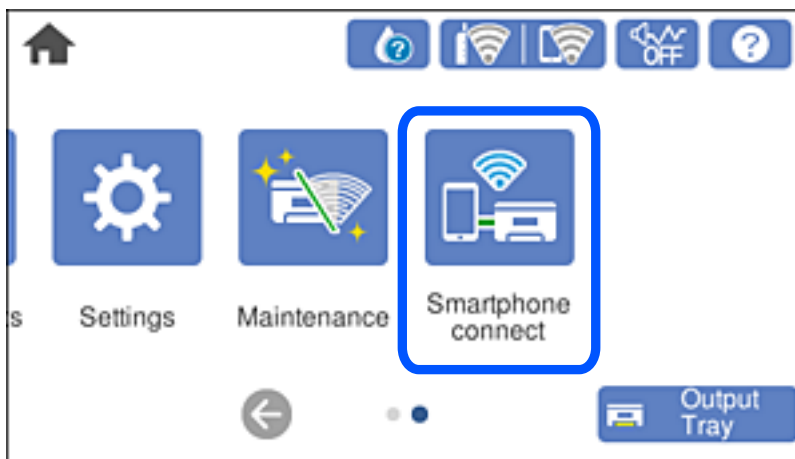 ?
OFF
?
s
Settings
Maintenance
Smartphone
connect
Output
Tray